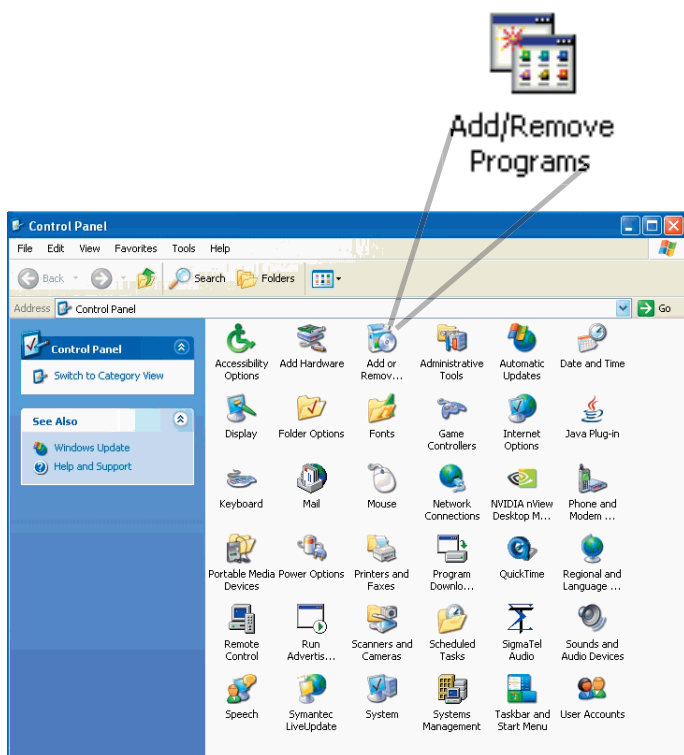 Add/Remove
Programs
Control Panel
File Edit View Favorites Tools Help
Back Search Folders
Address Control Panel Go
Control Panel
Switch to Category View
See Also
Windows Update
Help and Support
Accessibility Options
Add Hardware
Add or Remov...
Administrative Tools
Automatic Updates
Date and Time
Display
Folder Options
Fonts
Game Controllers
Internet Options
Java Plug-in
Keyboard
Mail
Mouse
Network Connections
NVIDIA nView Desktop M...
Phone and Modem ...
Portable Media Devices
Power Options
Printers and Faxes
Program Downlo...
QuickTime
Regional and Language ...
Remote Control
Run Advertis...
Scanners and Cameras
Scheduled Tasks
SigmaTel Audio
Sounds and Audio Devices
Speech
Symantec LiveUpdate
System
Systems Management
Taskbar and Start Menu
User Accounts